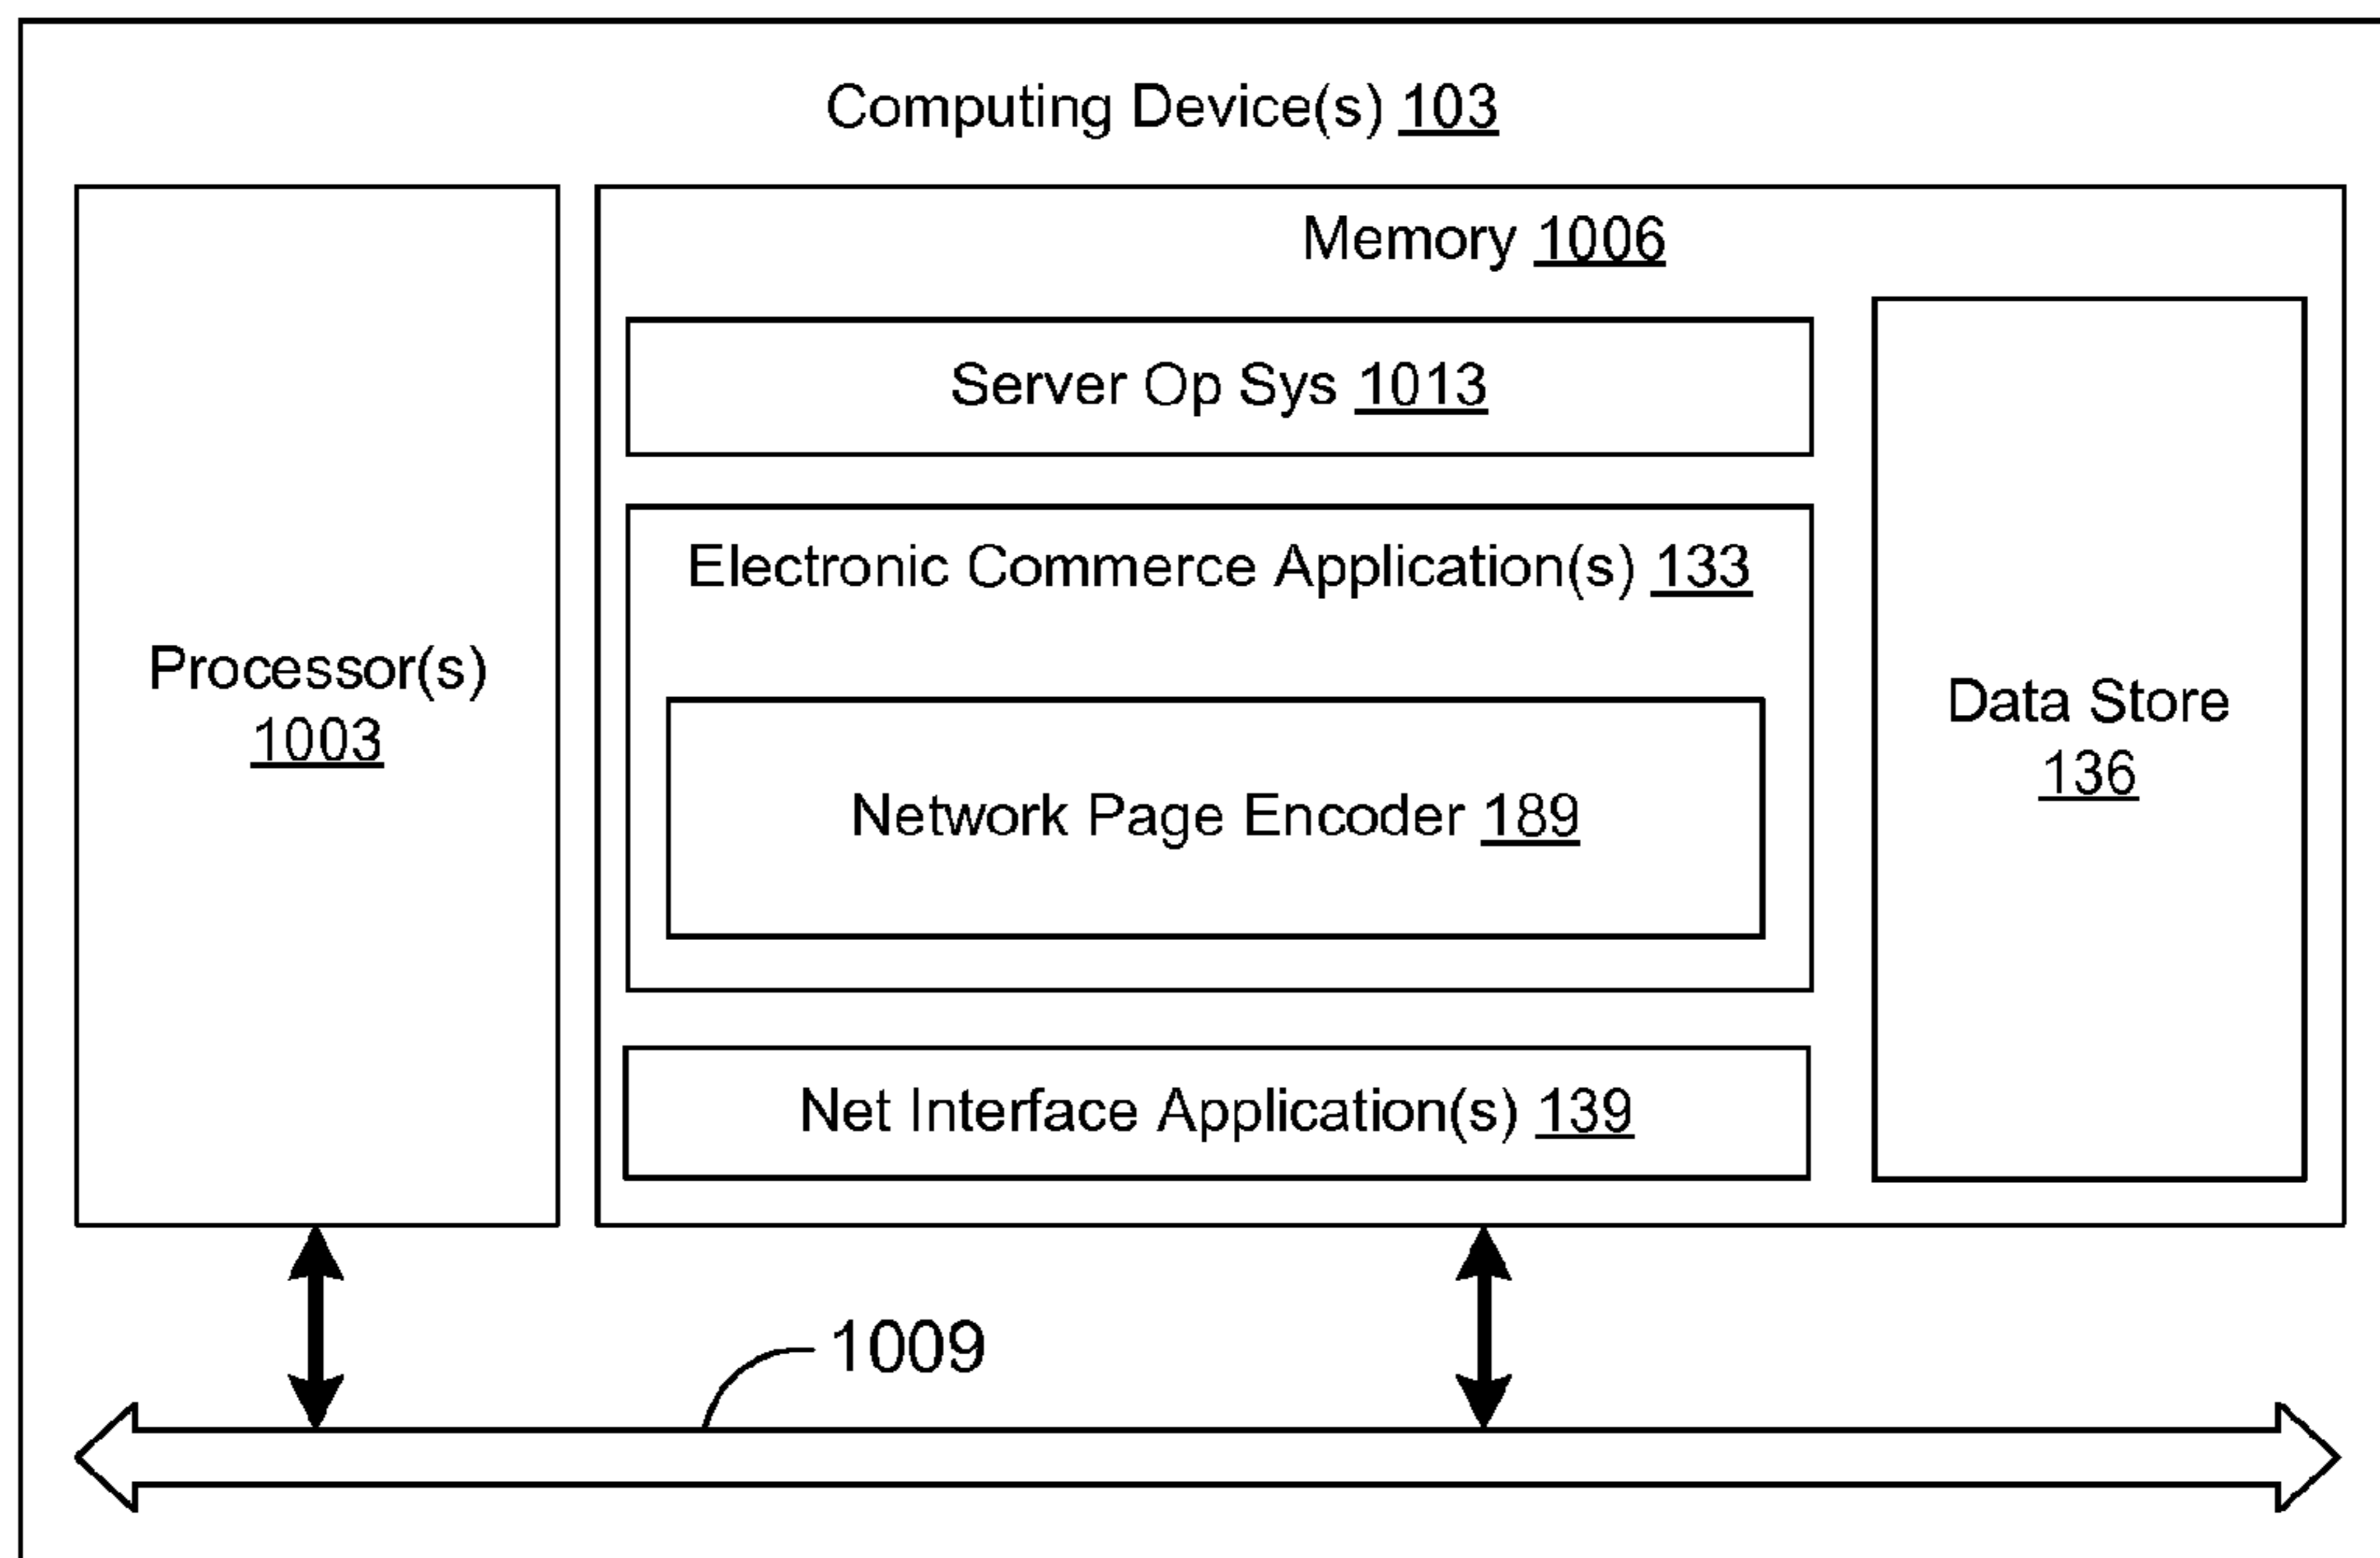 Computing Device(s) 103
Processor(s)
1003
Memory 1006
Server Op Sys 1013
Electronic Commerce Application(s) 133
Network Page Encoder 189
Net Interface Application(s) 139
Data Store
136
1009